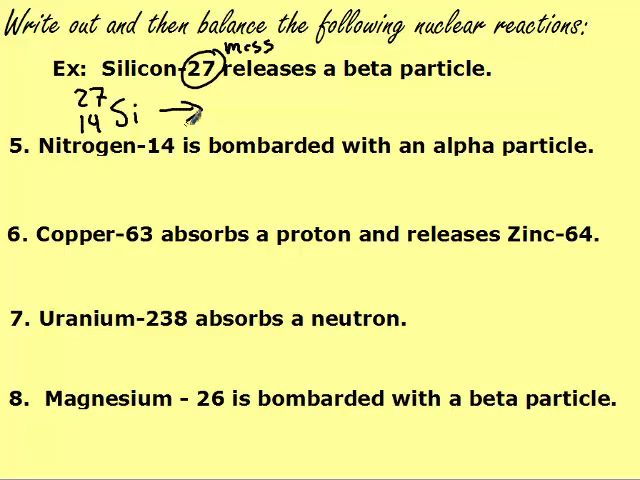 Write out and then balance the following nuclear reactions:
mass
Ex: Silicon-27 releases a beta particle.
27
14 Si →
5. Nitrogen-14 is bombarded with an alpha particle.
6. Copper-63 absorbs a proton and releases Zinc-64.
7. Uranium-238 absorbs a neutron.
8. Magnesium - 26 is bombarded with a beta particle.